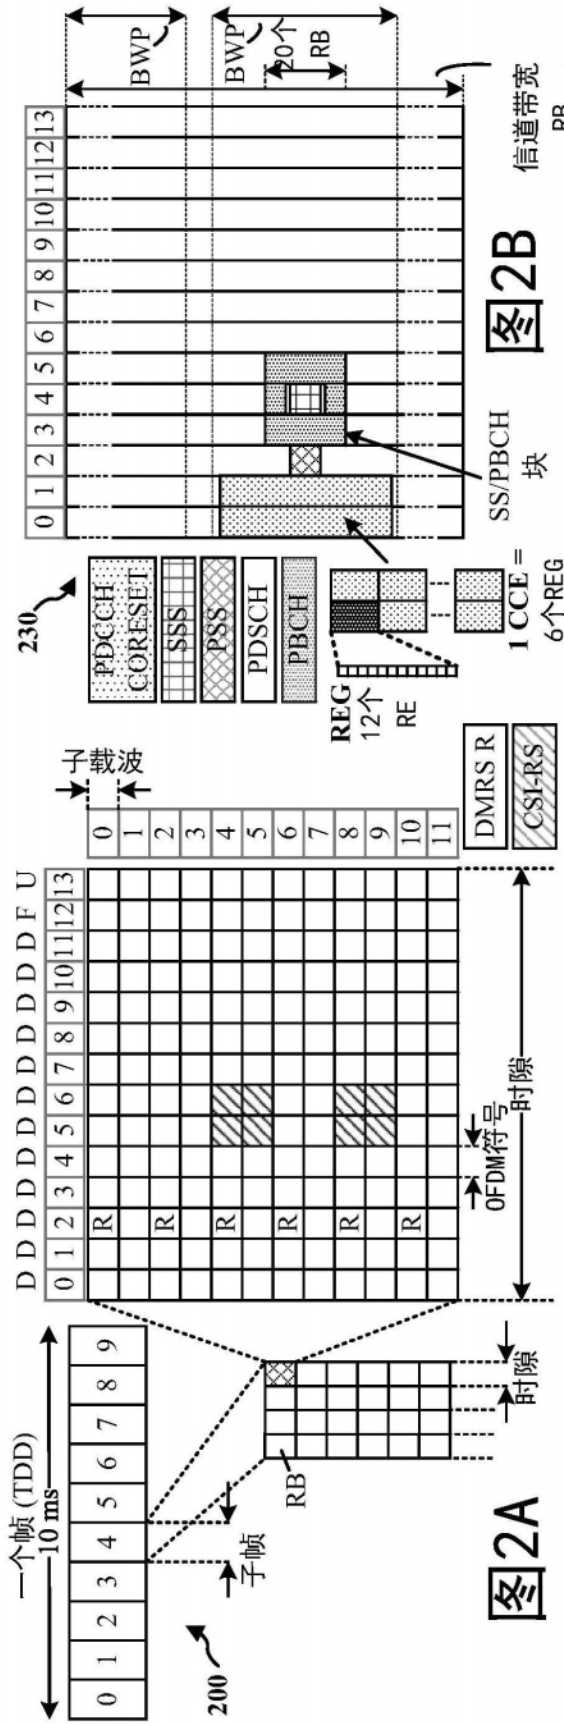 一个帧 (TDD)
10 ms
0 1 2 3 4 5 6 7 8 9
子帧
200
RB
时隙
图2A
D D D D D D D D D D D D F U
0 1 2 3 4 5 6 7 8 9 10 11 12 13
子载波
R
R
R
R
R
R
0
1
2
3
4
5
6
7
8
9
10
11
OFDM符号
时隙
DMRS R
CSI-RS
230
PDCCH
CORESET
SSS
PSS
PDSCH
PBCH
REG
12个
RE
1 CCE =
6个REG
0 1 2 3 4 5 6 7 8 9 10 11 12 13
BWP
BWP
20个
RB
SS/PBCH
块
信道带宽
RB
图2B